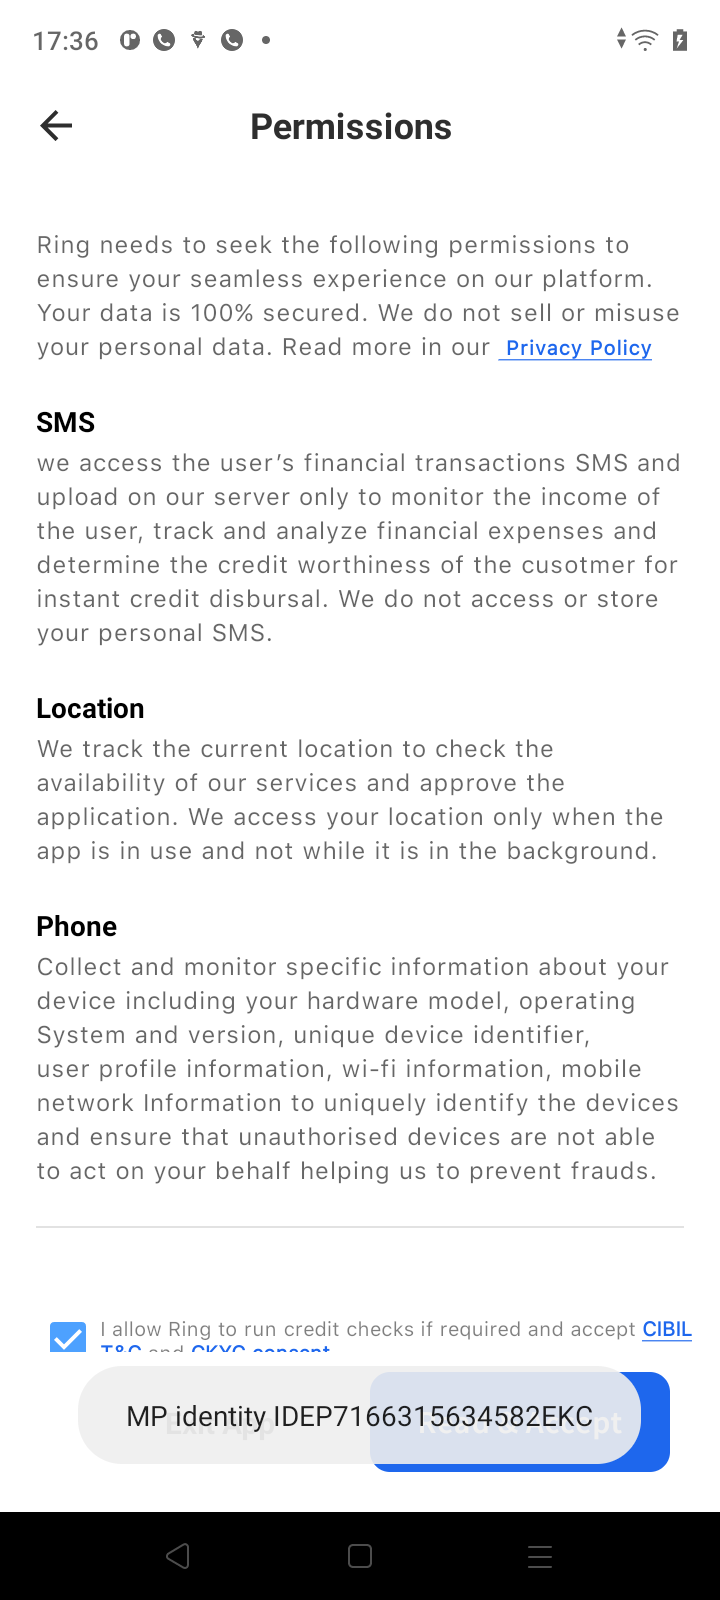 17:36
Permissions
Ring needs to seek the following permissions to
ensure your seamless experience on our platform.
Your data is 100% secured. We do not sell or misuse
your personal data. Read more in our Privacy Policy
SMS
we access the user's financial transactions SMS and
upload on our server only to monitor the income of
the user, track and analyze financial expenses and
determine the credit worthiness of the cusotmer for
instant credit disbursal. We do not access or store
your personal SMS.
Location
We track the current location to check the
availability of our services and approve the
application. We access your location only when the
app is in use and not while it is in the background.
Phone
Collect and monitor specific information about your
device including your hardware model, operating
System and version, unique device identifier,
user profile information, wi-fi information, mobile
network Information to uniquely identify the devices
and ensure that unauthorised devices are not able
to act on your behalf helping us to prevent frauds.
I allow Ring to run credit checks if required and accept CIBIL
T&C and CKYC consent
MP identity IDEP7166315634582EKC
Exit App
Read & Accept